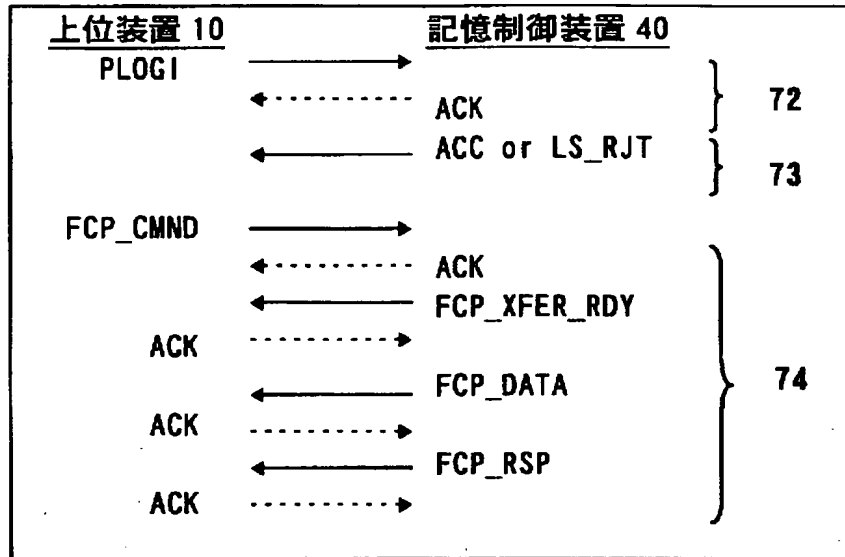 上位装置 10 記憶制御装置 40
PLOGI
ACK
72
ACC or LS_RJT
73
FCP_CMND
ACK
FCP_XFER_RDY
ACK
FCP_DATA
74
ACK
FCP_RSP
ACK